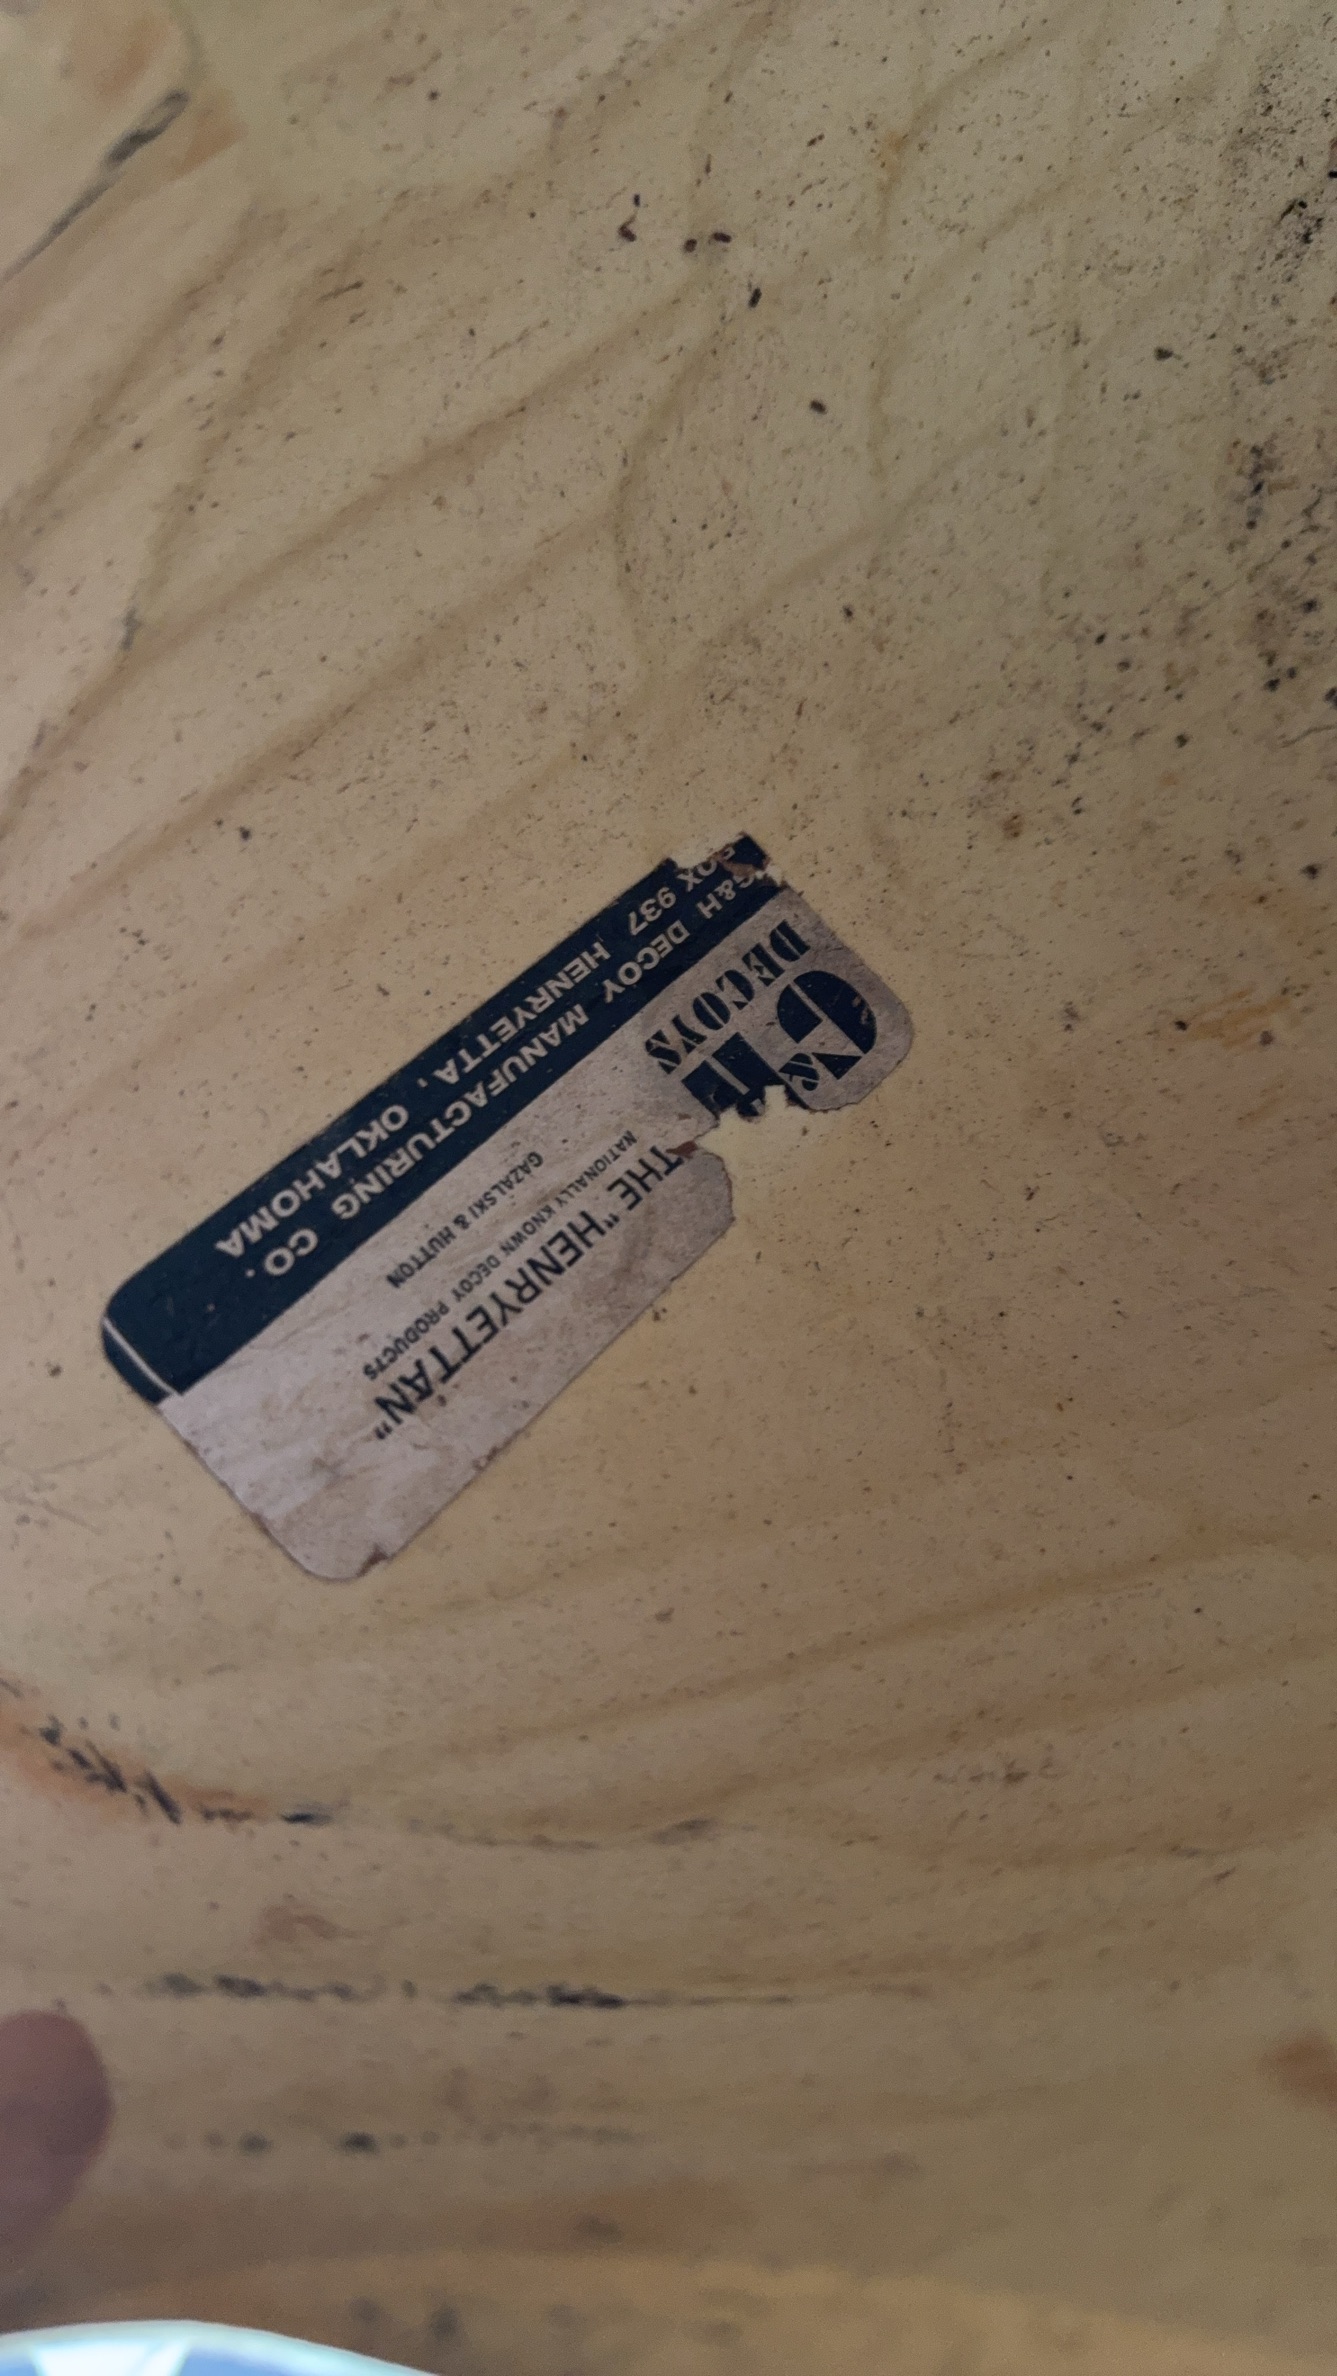 G&H
DECOYS
THE "HENRYETTAN"
NATIONALLY KNOWN DECOY PRODUCTS
GAZALSKI & HUTTON
G&H DECOY MANUFACTURING CO.
BOX 937 HENRYETTA, OKLAHOMA